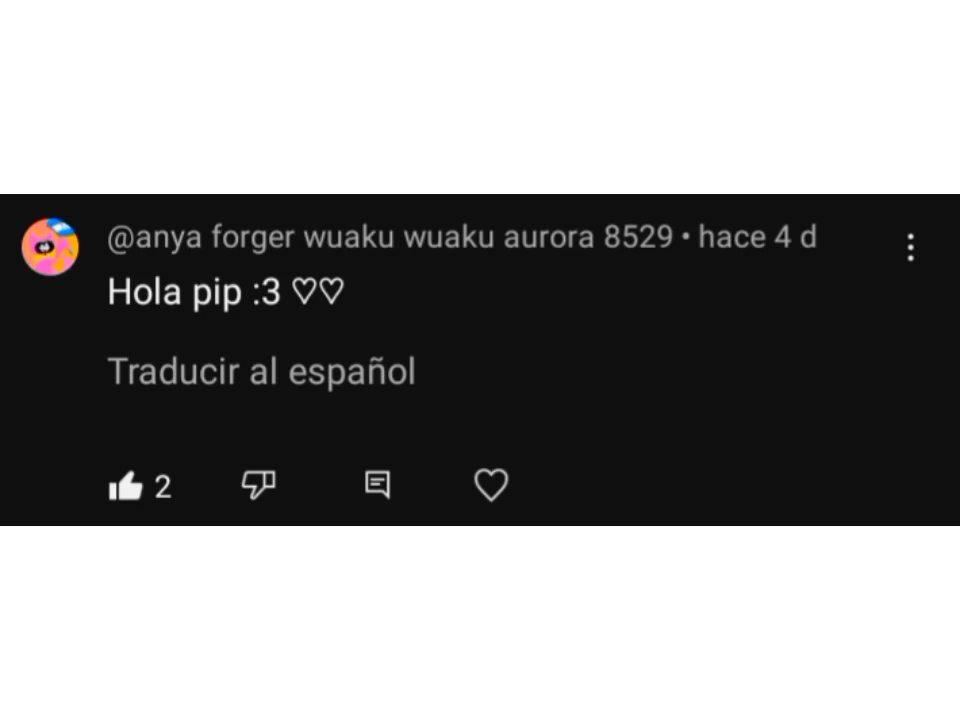 @anya forger wuaku wuaku aurora 8529 • hace 4 d
Hola pip :3 ♡♡
Traducir al español
2